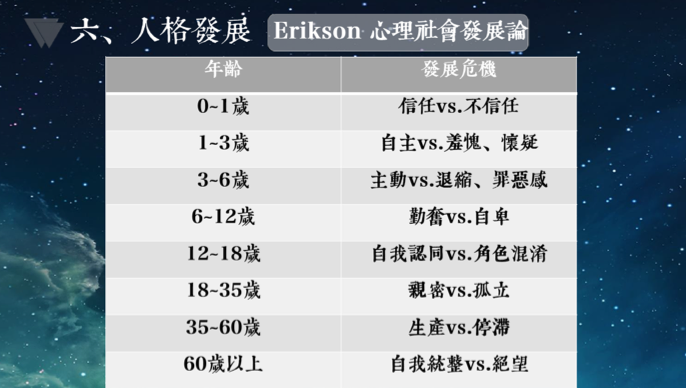 六、人格發展 Erikson 心理社會發展論
年齡 發展危機
0~1歲 信任vs.不信任
1~3歲 自主vs.羞愧、懷疑
3~6歲 主動vs.退縮、罪惡感
6~12歲 勤奮vs.自卑
12~18歲 自我認同vs.角色混淆
18~35歲 親密vs.孤立
35~60歲 生產vs.停滯
60歲以上 自我統整vs.絕望